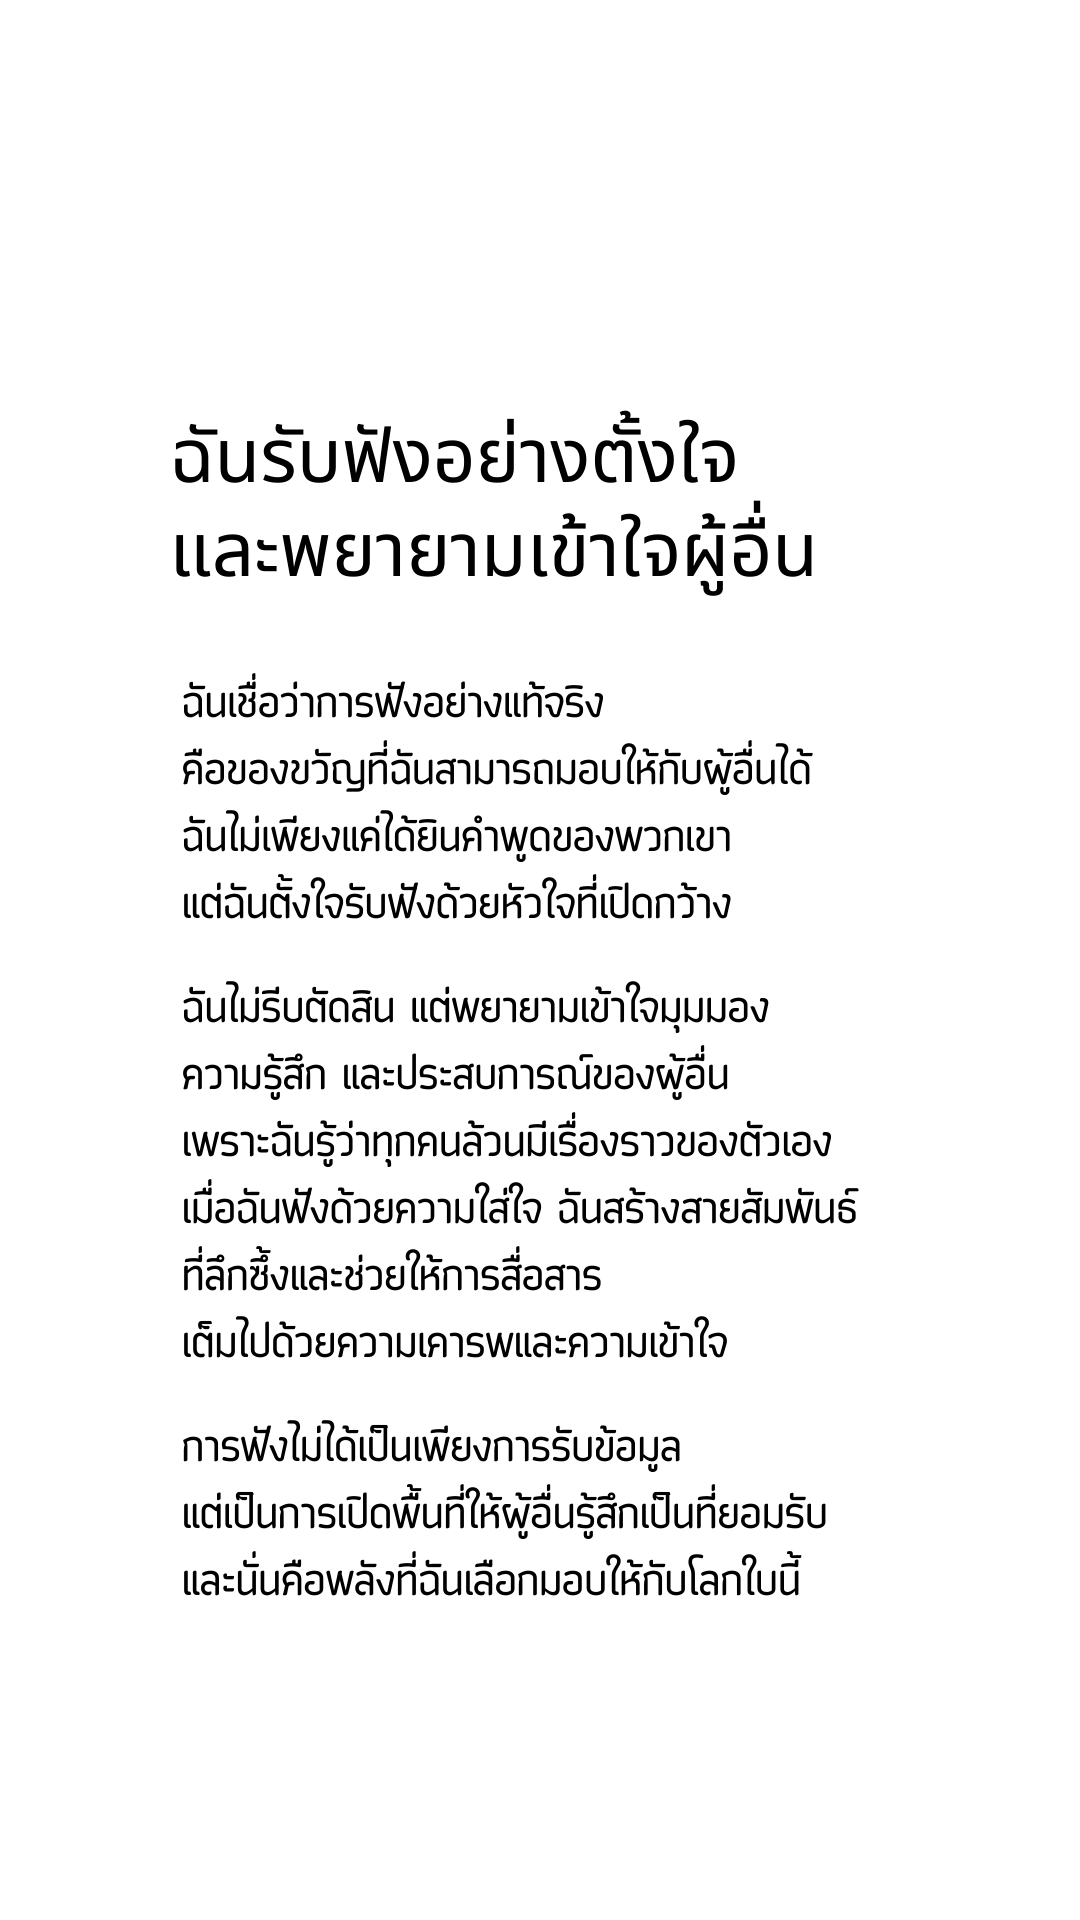 ฉันรับฟังอย่างตั้งใจ
และพยายามเข้าใจผู้อื่น
ฉันเชื่อว่าการฟังอย่างแท้จริง
คือของขวัญที่ฉันสามารถมอบให้กับผู้อื่นได้
ฉันไม่เพียงแค่ได้ยินคำพูดของพวกเขา
แต่ฉันตั้งใจรับฟังด้วยหัวใจที่เปิดกว้าง
ฉันไม่รีบตัดสิน แต่พยายามเข้าใจมุมมอง
ความรู้สึก และประสบการณ์ของผู้อื่น
เพราะฉันรู้ว่าทุกคนล้วนมีเรื่องราวของตัวเอง
เมื่อฉันฟังด้วยความใส่ใจ ฉันสร้างสายสัมพันธ์
ที่ลึกซึ้งและช่วยให้การสื่อสาร
เต็มไปด้วยความเคารพและความเข้าใจ
การฟังไม่ได้เป็นเพียงการรับข้อมูล
แต่เป็นการเปิดพื้นที่ให้ผู้อื่นรู้สึกเป็นที่ยอมรับ
และนั่นคือพลังที่ฉันเลือกมอบให้กับโลกใบนี้